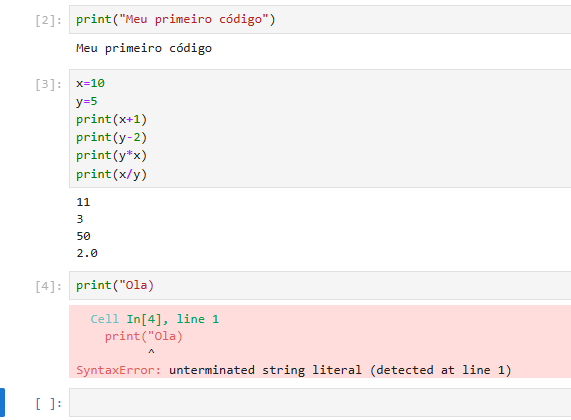 [2]: print("Meu primeiro código")
Meu primeiro código
[3]: x=10
y=5
print(x+1)
print(y-2)
print(y*x)
print(x/y)
11
3
50
2.0
[4]: print("Ola)
Cell In[4], line 1
print("Ola)
^
SyntaxError: unterminated string literal (detected at line 1)
[ ]: